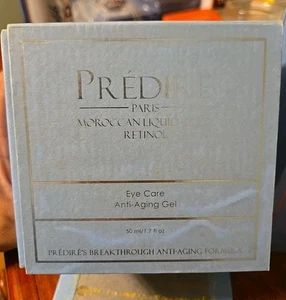 PRÉDIRE
PARIS
MOROCCAN LIQUID
RETINOL
Eye Care
Anti-Aging Gel
50 ml/1.7 fl oz
PRÉDIRE'S BREAKTHROUGH ANTI-AGING FORMULA